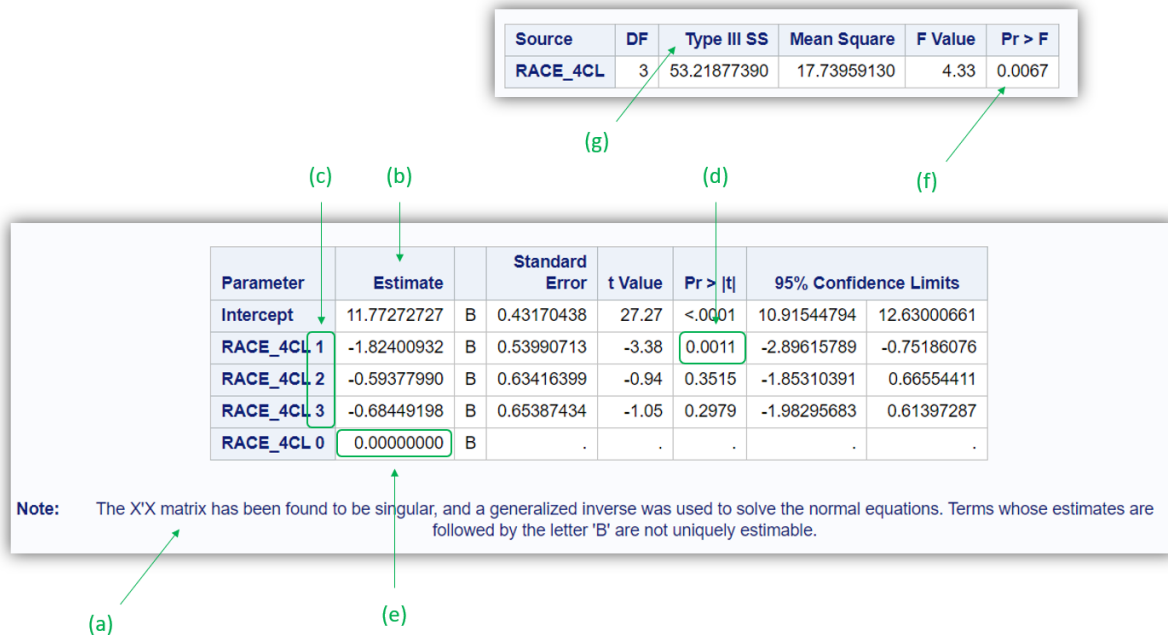 Source DF Type III SS Mean Square F Value Pr > F
RACE_4CL 3 53.21877390 17.73959130 4.33 0.0067
(g)
(f)
(c) (b) (d)
Standard
Parameter Estimate Error t Value Pr > |t| 95% Confidence Limits
Intercept 11.77272727 B 0.43170438 27.27 <.0001 10.91544794 12.63000661
RACE_4CL 1 -1.82400932 B 0.53990713 -3.38 0.0011 -2.89615789 -0.75186076
RACE_4CL 2 -0.59377990 B 0.63416399 -0.94 0.3515 -1.85310391 0.66554411
RACE_4CL 3 -0.68449198 B 0.65387434 -1.05 0.2979 -1.98295683 0.61397287
RACE_4CL 0 0.00000000 B . . . . .
Note: The X'X matrix has been found to be singular, and a generalized inverse was used to solve the normal equations. Terms whose estimates are
followed by the letter 'B' are not uniquely estimable.
(e)
(a)